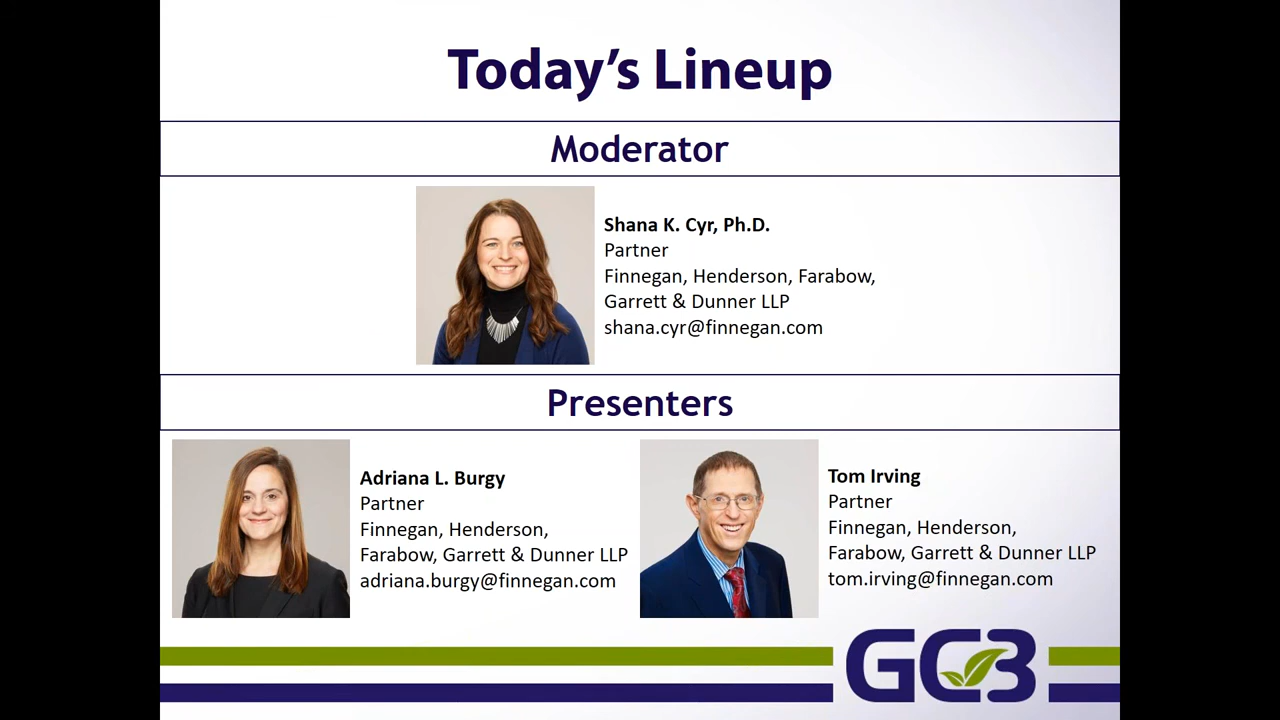 Today's Lineup
Moderator
Shana K. Cyr, Ph.D.
Partner
Finnegan, Henderson, Farabow,
Garrett & Dunner LLP
shana.cyr@finnegan.com
Presenters
Adriana L. Burgy
Partner
Finnegan, Henderson,
Farabow, Garrett & Dunner LLP
adriana.burgy@finnegan.com
Tom Irving
Partner
Finnegan, Henderson,
Farabow, Garrett & Dunner LLP
tom.irving@finnegan.com
GC3